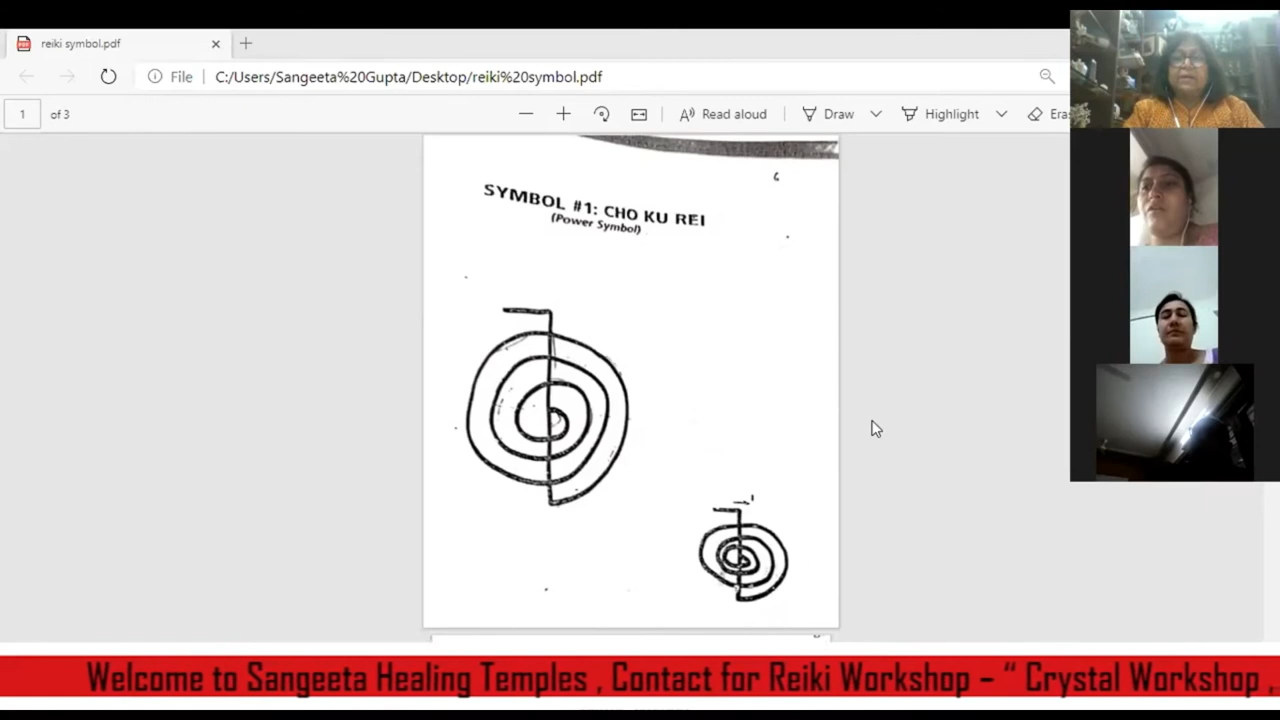 reiki symbol.pdf
File C:/Users/Sangeeta%20Gupta/Desktop/reiki%20symbol.pdf
1 of 3 Read aloud Draw Highlight
6
SYMBOL #1: CHO KU REI
(Power Symbol)
Welcome to Sangeeta Healing Temples , Contact for Reiki Workshop – “ Crystal Workshop ,